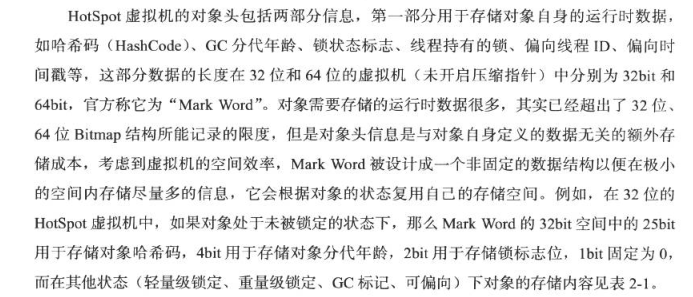 HotSpot 虚拟机的对象头包括两部分信息，第一部分用于存储对象自身的运行时数据，
如哈希码（HashCode）、GC 分代年龄、锁状态标志、线程持有的锁、偏向线程 ID、偏向时
间戳等，这部分数据的长度在 32 位和 64 位的虚拟机（未开启压缩指针）中分别为 32bit 和
64bit，官方称它为“Mark Word”。对象需要存储的运行时数据很多，其实已经超出了 32 位、
64 位 Bitmap 结构所能记录的限度，但是对象头信息是与对象自身定义的数据无关的额外存
储成本，考虑到虚拟机的空间效率，Mark Word 被设计成一个非固定的数据结构以便在极小
的空间内存储尽量多的信息，它会根据对象的状态复用自己的存储空间。例如，在 32 位的
HotSpot 虚拟机中，如果对象处于未被锁定的状态下，那么 Mark Word 的 32bit 空间中的 25bit
用于存储对象哈希码，4bit 用于存储对象分代年龄，2bit 用于存储锁标志位，1bit 固定为 0，
而在其他状态（轻量级锁定、重量级锁定、GC 标记、可偏向）下对象的存储内容见表 2-1。